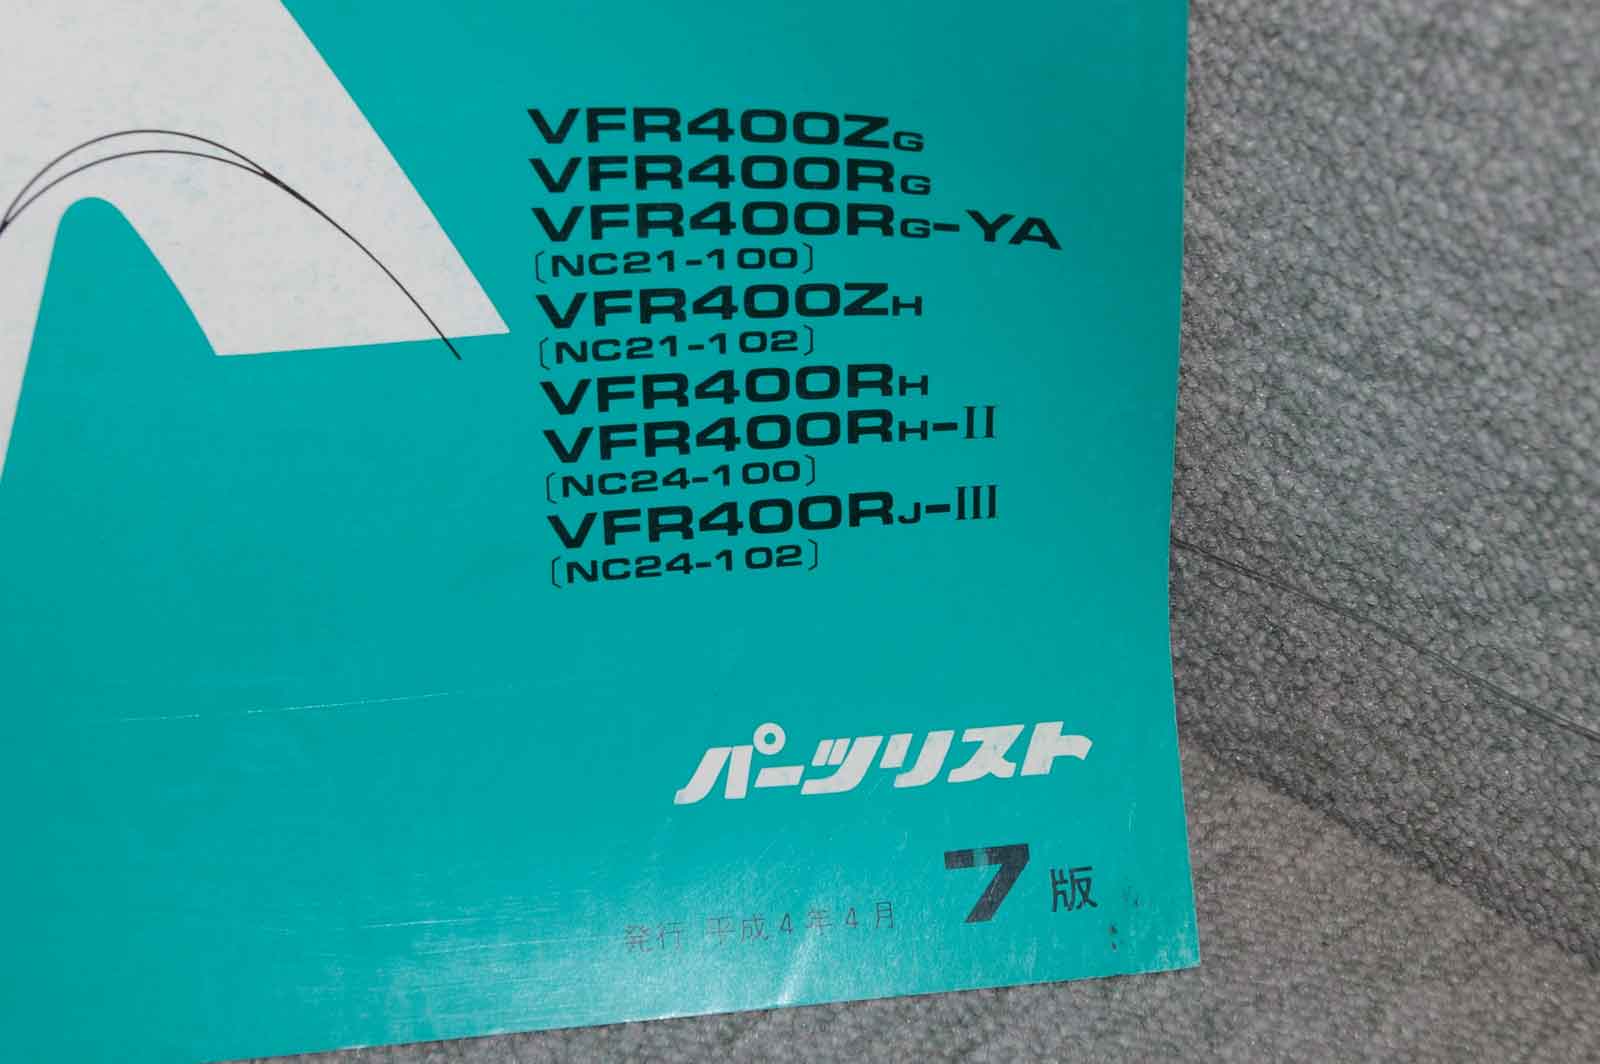 VFR400ZG
VFR400RG
VFR400RG-YA
〔NC21-100〕
VFR400ZH
〔NC21-102〕
VFR400RH
VFR400RH-II
〔NC24-100〕
VFR400RJ-III
〔NC24-102〕
パーツリスト
7版
発行 平成4年4月